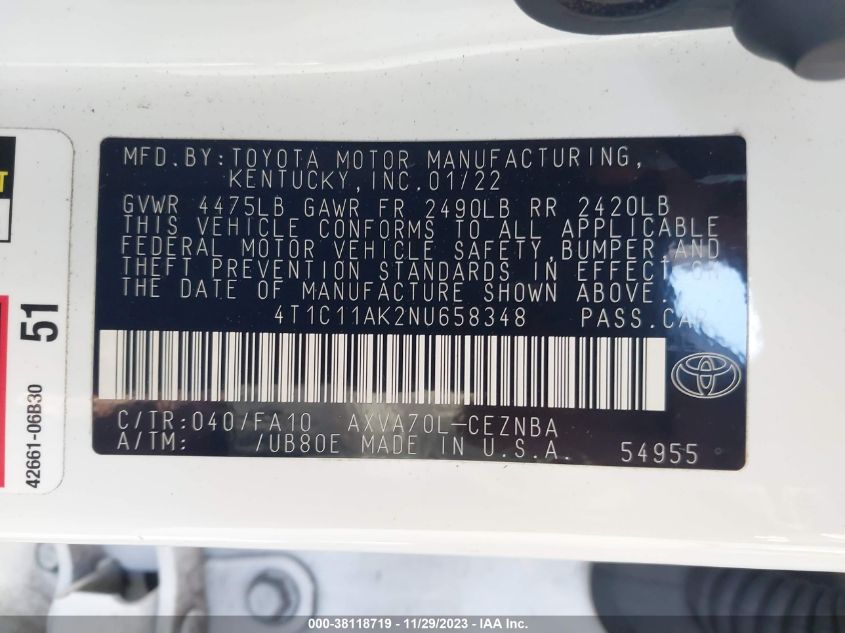 MFD.BY:TOYOTA MOTOR MANUFACTURING,
KENTUCKY,INC.01/22
GVWR 4475LB GAWR FR 2490LB RR 2420LB
THIS VEHICLE CONFORMS TO ALL APPLICABLE
FEDERAL MOTOR VEHICLE SAFETY,BUMPER,AND
THEFT PREVENTION STANDARDS IN EFFECT ON
THE DATE OF MANUFACTURE SHOWN ABOVE.
4T1C11AK2NU658348 PASS.CAR
C/TR:040/FA10 AXVA70L-CEZNBA
A/TM: /UB80E MADE IN U.S.A.
54955
51
42661-06B30
000-38118719 - 11/29/2023 - IAA Inc.